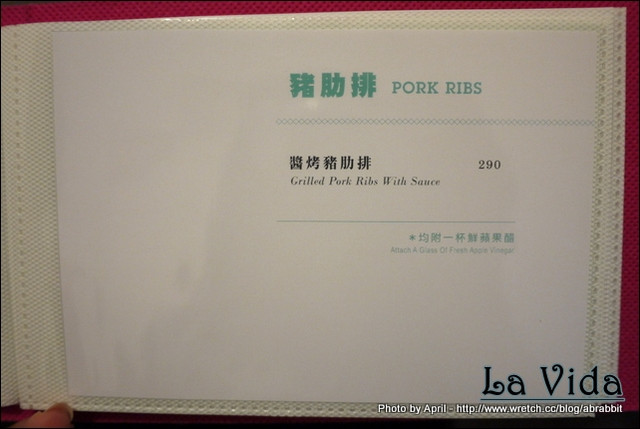 豬肋排 PORK RIBS
醬烤豬肋排 290
Grilled Pork Ribs With Sauce
＊均附一杯鮮蘋果醋
Attach A Glass Of Fresh Apple Vinegar
La Vida
Photo by April - http://www.wretch.cc/blog/abrabbit